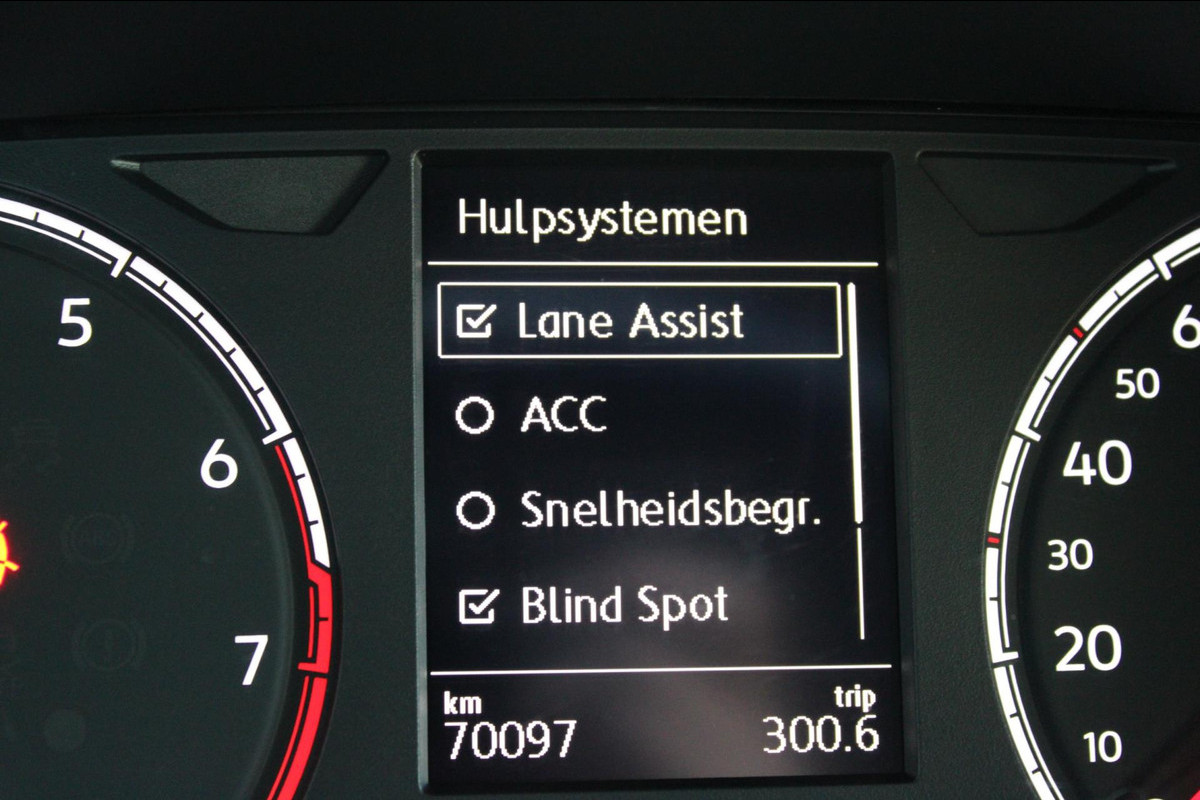 Hulpsystemen
Lane Assist
ACC
Snelheidsbegr.
Blind Spot
km
trip
70097
300.6
5
6
7
6
50
40
30
20
10